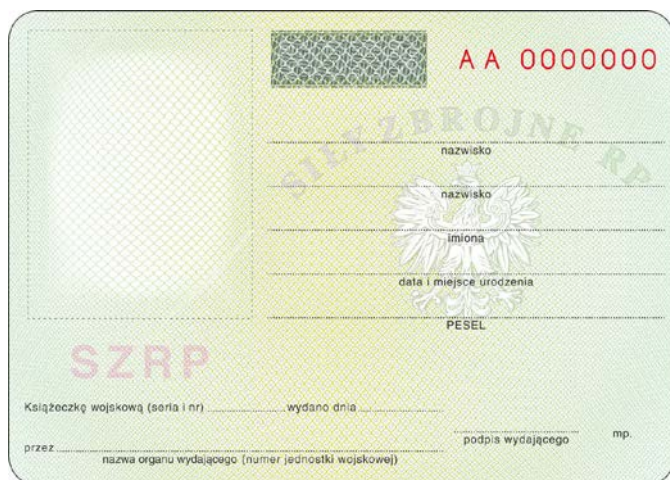 AA 0000000
SIŁY ZBROJNE RP
nazwisko
nazwisko
imiona
data i miejsce urodzenia
PESEL
SZRP
Książeczkę wojskową (seria i nr) wydano dnia
podpis wydającego mp.
przez
nazwa organu wydającego (numer jednostki wojskowej)